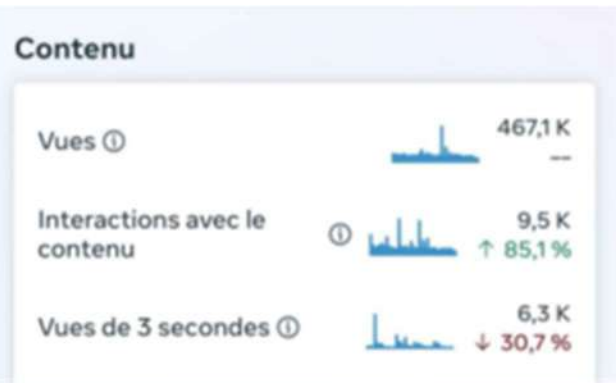 Contenu
Vues ⓘ
467,1 K
--
Interactions avec le
contenu ⓘ
9,5 K
↑ 85,1 %
Vues de 3 secondes ⓘ
6,3 K
↓ 30,7 %